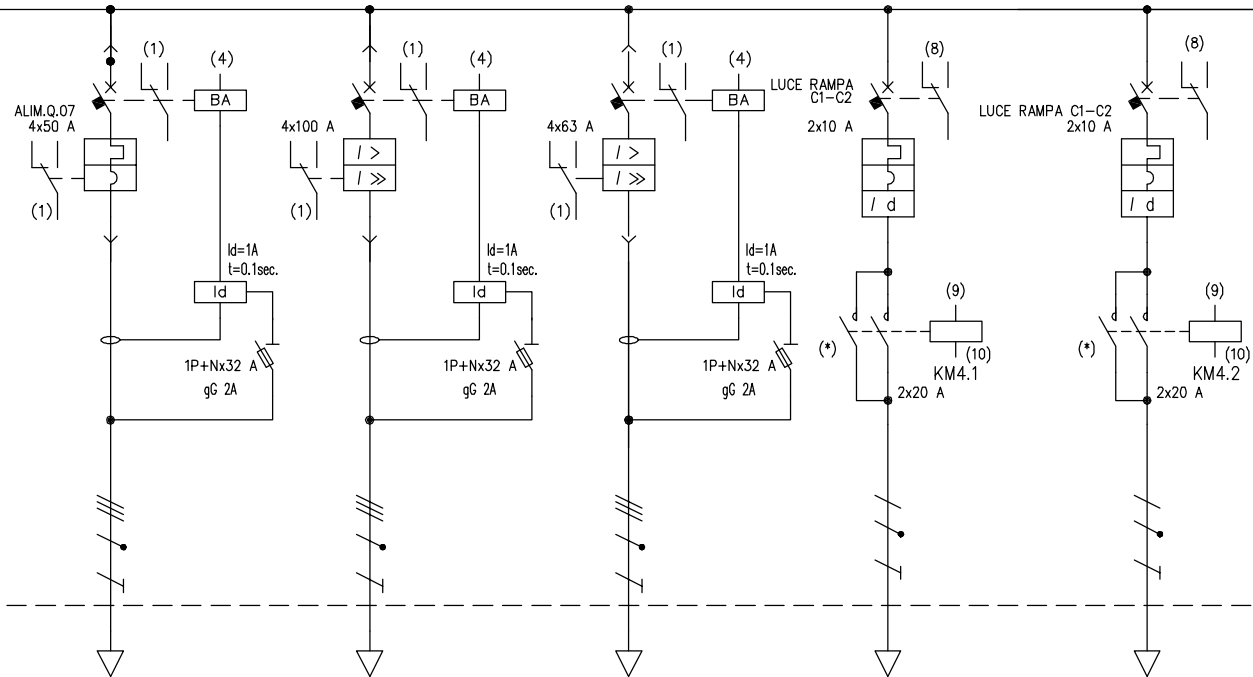 (1)
(4)
BA
ALIM.Q.07
4x50 A
(1)
Id=1A
t=0.1sec.
Id
1P+Nx32 A
gG 2A
(1)
(4)
BA
4x100 A
I >
I >>
(1)
Id=1A
t=0.1sec.
Id
1P+Nx32 A
gG 2A
(1)
(4)
BA
4x63 A
I >
I >>
(1)
Id=1A
t=0.1sec.
Id
1P+Nx32 A
gG 2A
(8)
LUCE RAMPA
C1-C2
2x10 A
I d
(9)
(*)
(10)
KM4.1
2x20 A
(8)
LUCE RAMPA C1-C2
2x10 A
I d
(9)
(*)
(10)
KM4.2
2x20 A